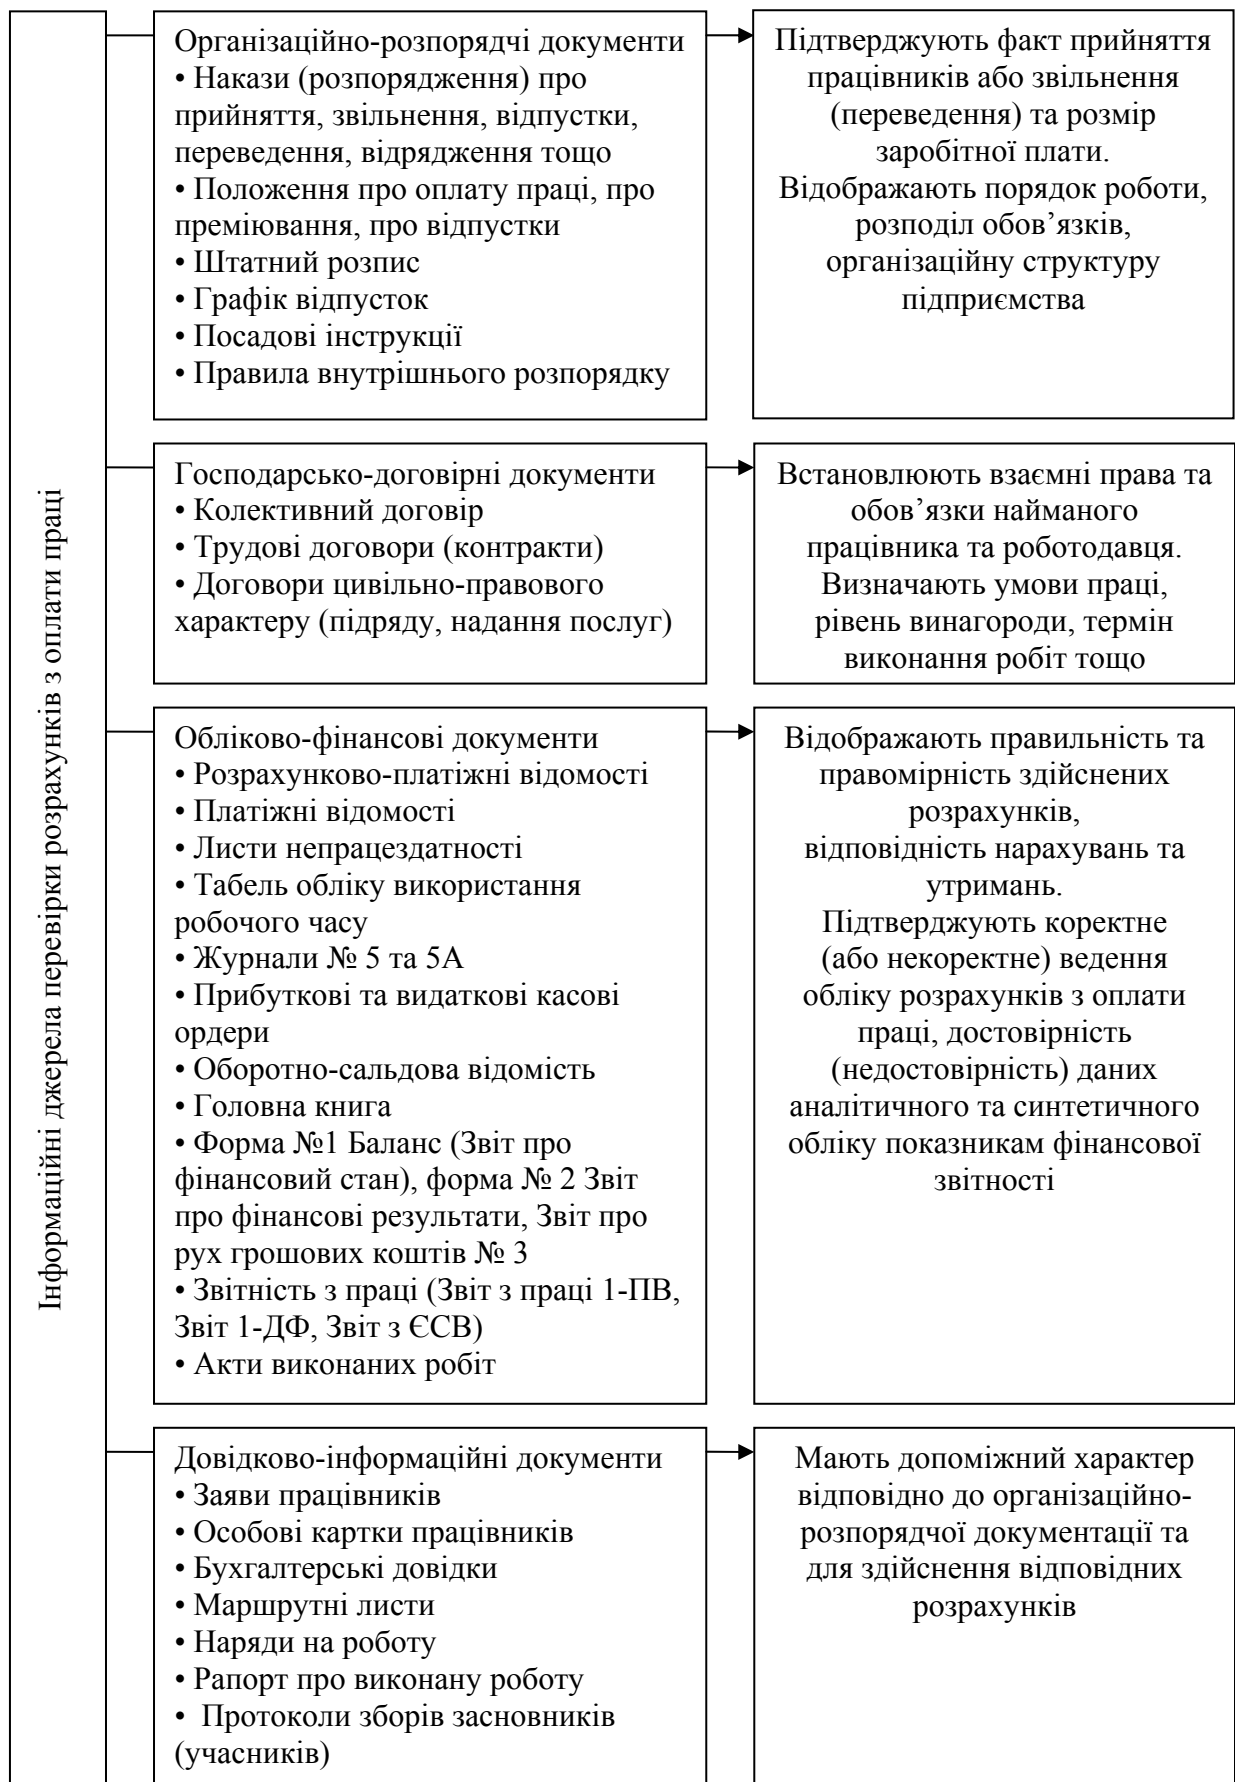 Інформаційні джерела перевірки розрахунків з оплати праці
Організаційно-розпорядчі документи
• Накази (розпорядження) про
прийняття, звільнення, відпустки,
переведення, відрядження тощо
• Положення про оплату праці, про
преміювання, про відпустки
• Штатний розпис
• Графік відпусток
• Посадові інструкції
• Правила внутрішнього розпорядку
Підтверджують факт прийняття
працівників або звільнення
(переведення) та розмір
заробітної плати.
Відображають порядок роботи,
розподіл обов’язків,
організаційну структуру
підприємства
Господарсько-договірні документи
• Колективний договір
• Трудові договори (контракти)
• Договори цивільно-правового
характеру (підряду, надання послуг)
Встановлюють взаємні права та
обов’язки найманого
працівника та роботодавця.
Визначають умови праці,
рівень винагороди, термін
виконання робіт тощо
Обліково-фінансові документи
• Розрахунково-платіжні відомості
• Платіжні відомості
• Листи непрацездатності
• Табель обліку використання
робочого часу
• Журнали № 5 та 5А
• Прибуткові та видаткові касові
ордери
• Оборотно-сальдова відомість
• Головна книга
• Форма №1 Баланс (Звіт про
фінансовий стан), форма № 2 Звіт
про фінансові результати, Звіт про
рух грошових коштів № 3
• Звітність з праці (Звіт з праці 1-ПВ,
Звіт 1-ДФ, Звіт з ЄСВ)
• Акти виконаних робіт
Відображають правильність та
правомірність здійснених
розрахунків,
відповідність нарахувань та
утримань.
Підтверджують коректне
(або некоректне) ведення
обліку розрахунків з оплати
праці, достовірність
(недостовірність) даних
аналітичного та синтетичного
обліку показникам фінансової
звітності
Довідково-інформаційні документи
• Заяви працівників
• Особові картки працівників
• Бухгалтерські довідки
• Маршрутні листи
• Наряди на роботу
• Рапорт про виконану роботу
• Протоколи зборів засновників
(учасників)
Мають допоміжний характер
відповідно до організаційно-
розпорядчої документації та
для здійснення відповідних
розрахунків